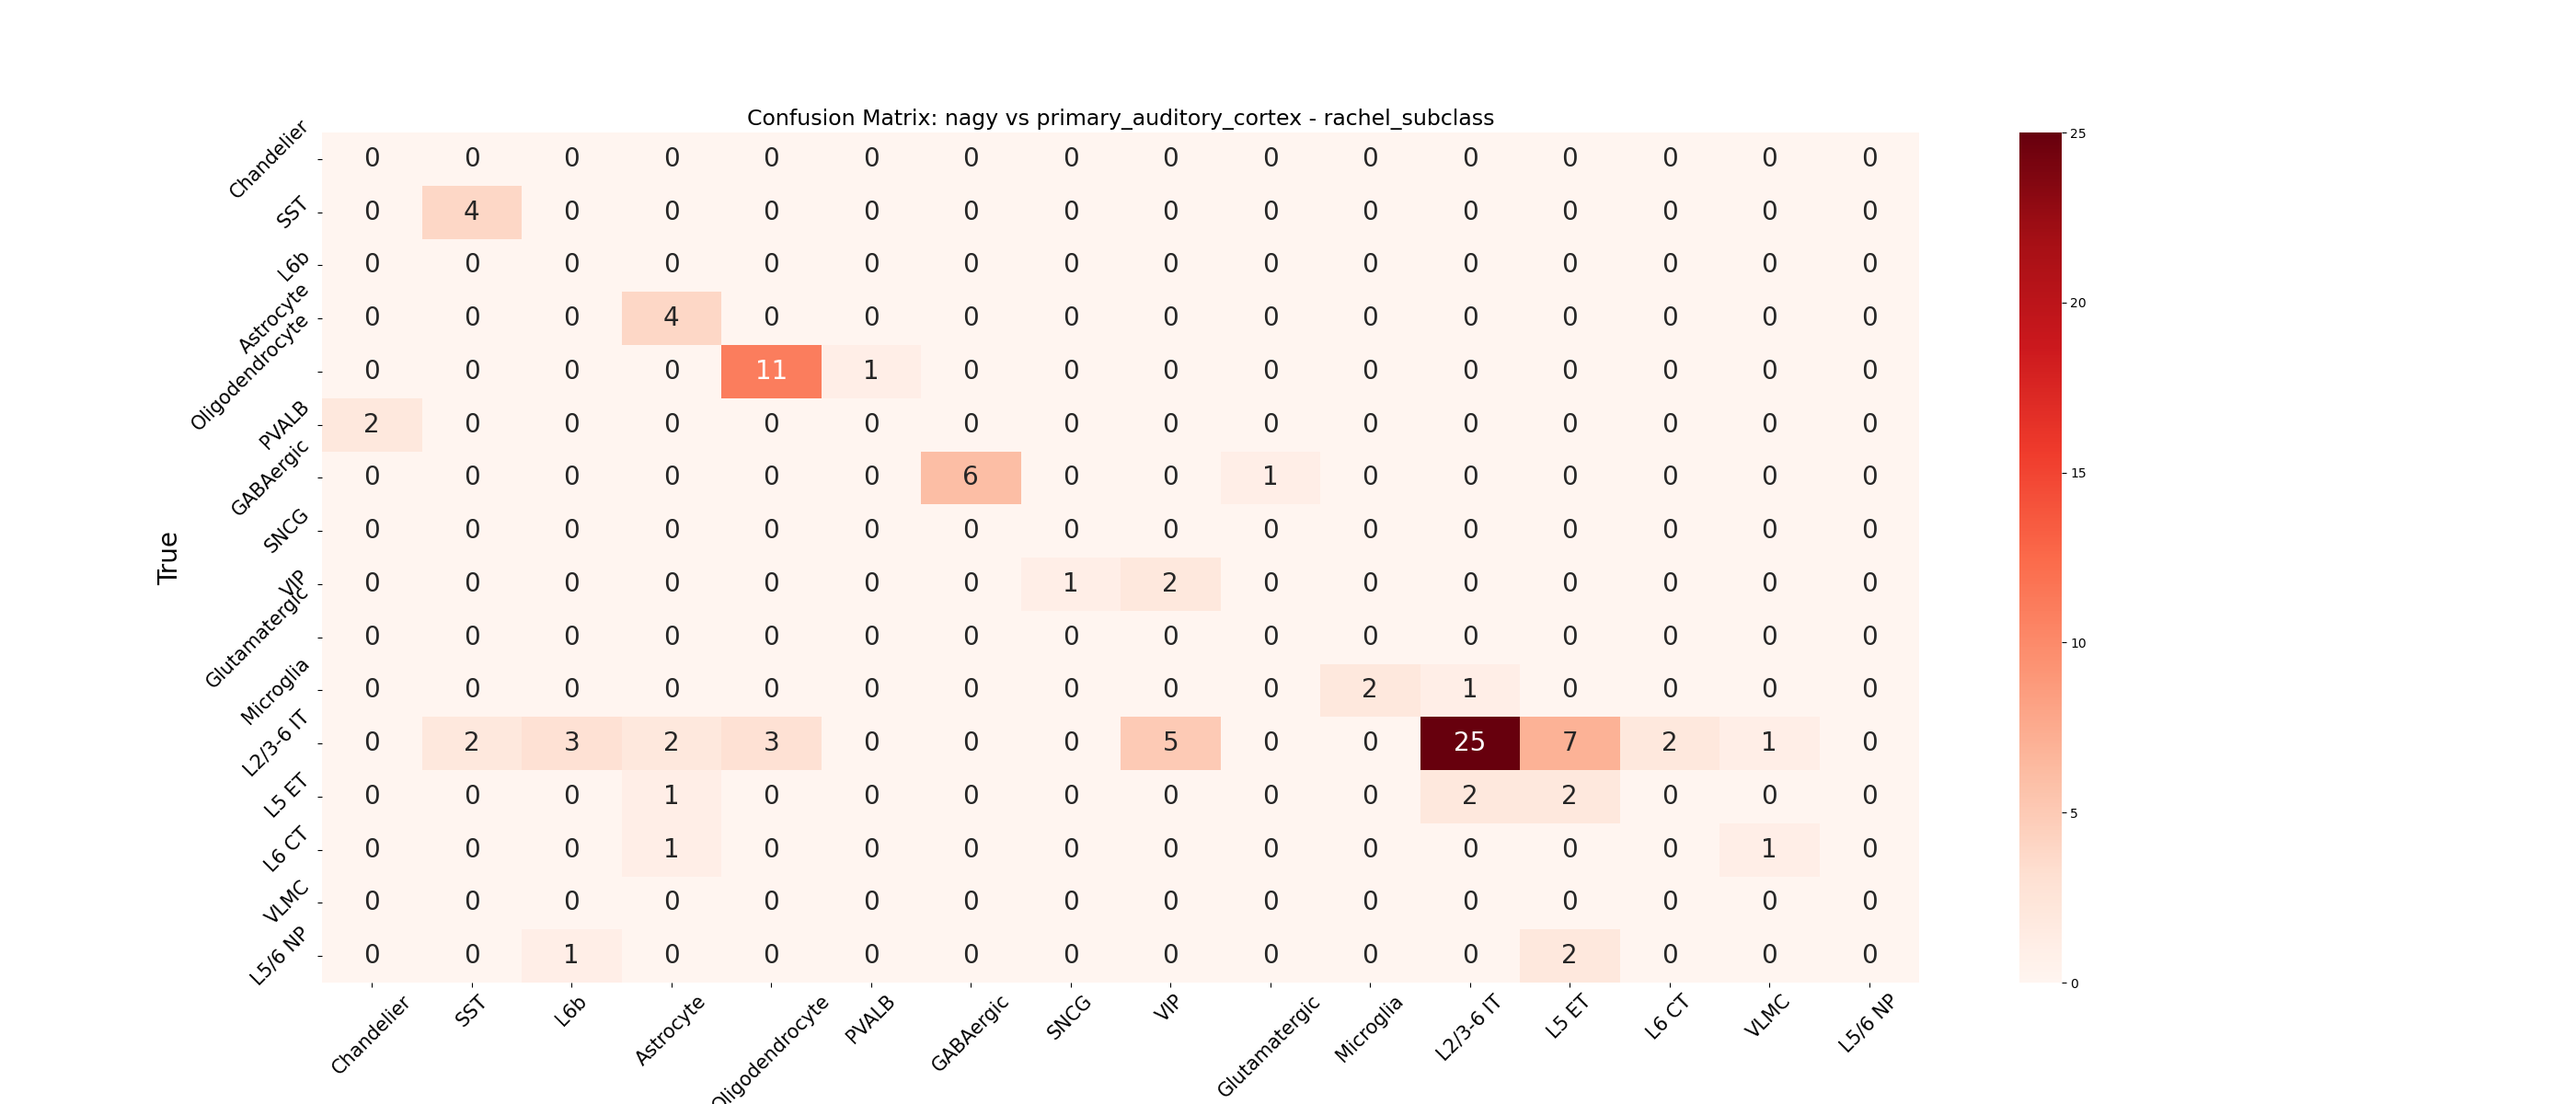 Confusion Matrix: nagy vs primary_auditory_cortex - rachel_subclass
True
Chandelier 0 0 0 0 0 0 0 0 0 0 0 0 0 0 0 0
SST 0 4 0 0 0 0 0 0 0 0 0 0 0 0 0 0
L6b 0 0 0 0 0 0 0 0 0 0 0 0 0 0 0 0
Astrocyte 0 0 0 4 0 0 0 0 0 0 0 0 0 0 0 0
Oligodendrocyte 0 0 0 0 11 1 0 0 0 0 0 0 0 0 0 0
PVALB 2 0 0 0 0 0 0 0 0 0 0 0 0 0 0 0
GABAergic 0 0 0 0 0 0 6 0 0 1 0 0 0 0 0 0
SNCG 0 0 0 0 0 0 0 0 0 0 0 0 0 0 0 0
VIP 0 0 0 0 0 0 0 1 2 0 0 0 0 0 0 0
Glutamatergic 0 0 0 0 0 0 0 0 0 0 0 0 0 0 0 0
Microglia 0 0 0 0 0 0 0 0 0 0 2 1 0 0 0 0
L2/3-6 IT 0 2 3 2 3 0 0 0 5 0 0 25 7 2 1 0
L5 ET 0 0 0 1 0 0 0 0 0 0 0 2 2 0 0 0
L6 CT 0 0 0 1 0 0 0 0 0 0 0 0 0 0 1 0
VLMC 0 0 0 0 0 0 0 0 0 0 0 0 0 0 0 0
L5/6 NP 0 0 1 0 0 0 0 0 0 0 0 0 2 0 0 0
Chandelier SST L6b Astrocyte Oligodendrocyte PVALB GABAergic SNCG VIP Glutamatergic Microglia L2/3-6 IT L5 ET L6 CT VLMC L5/6 NP
25
20
15
10
5
0